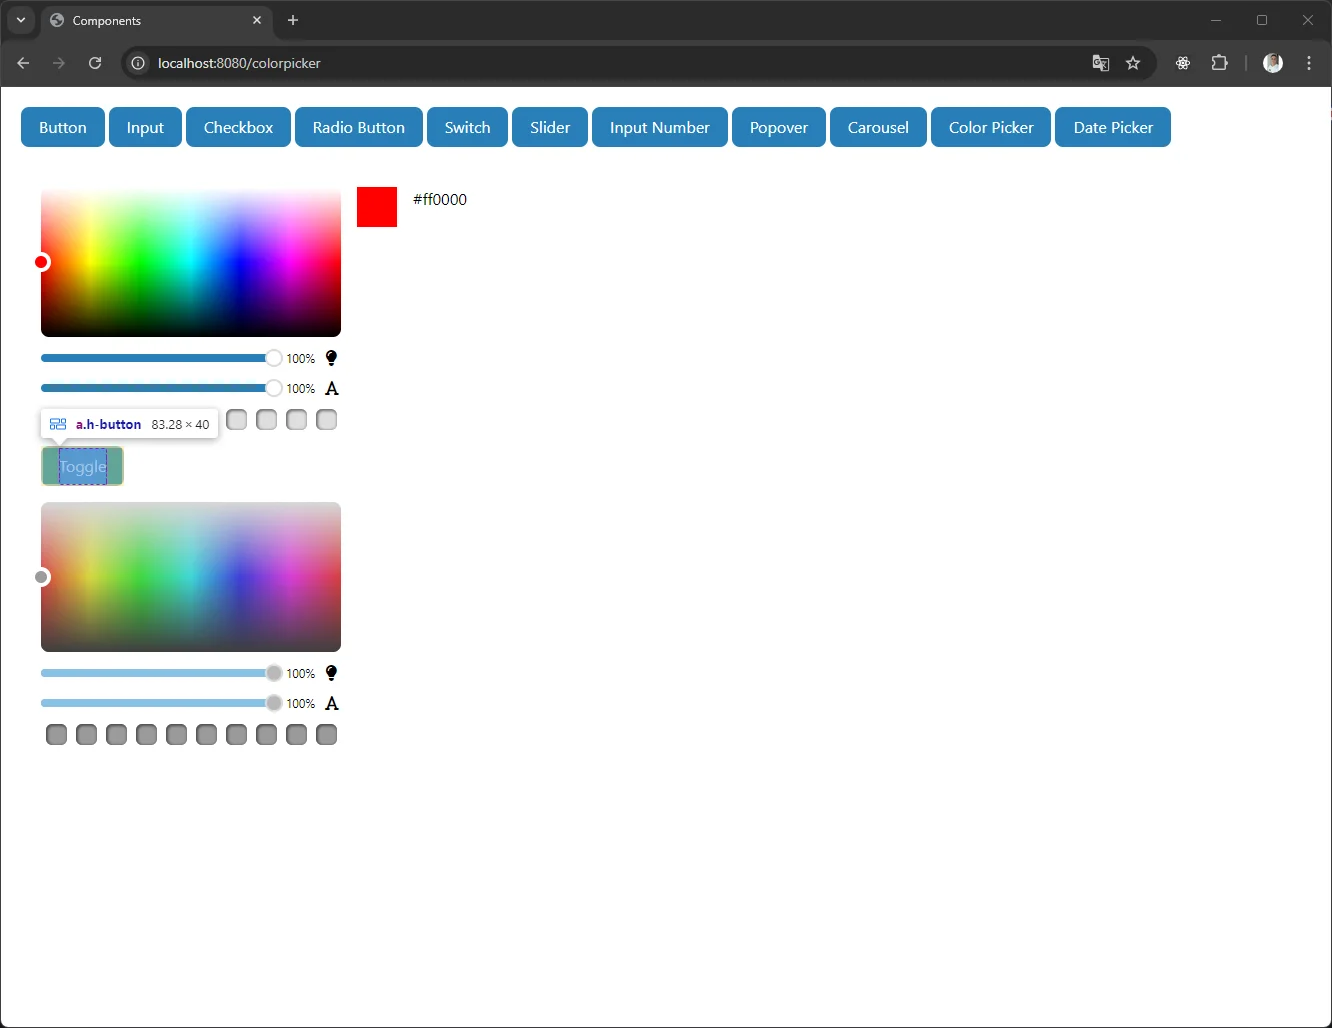 Components
localhost:8080/colorpicker
Button Input Checkbox Radio Button Switch Slider Input Number Popover Carousel Color Picker Date Picker
#ff0000
100%
100% A
a.h-button 83.28 × 40
Toggle
100%
100% A